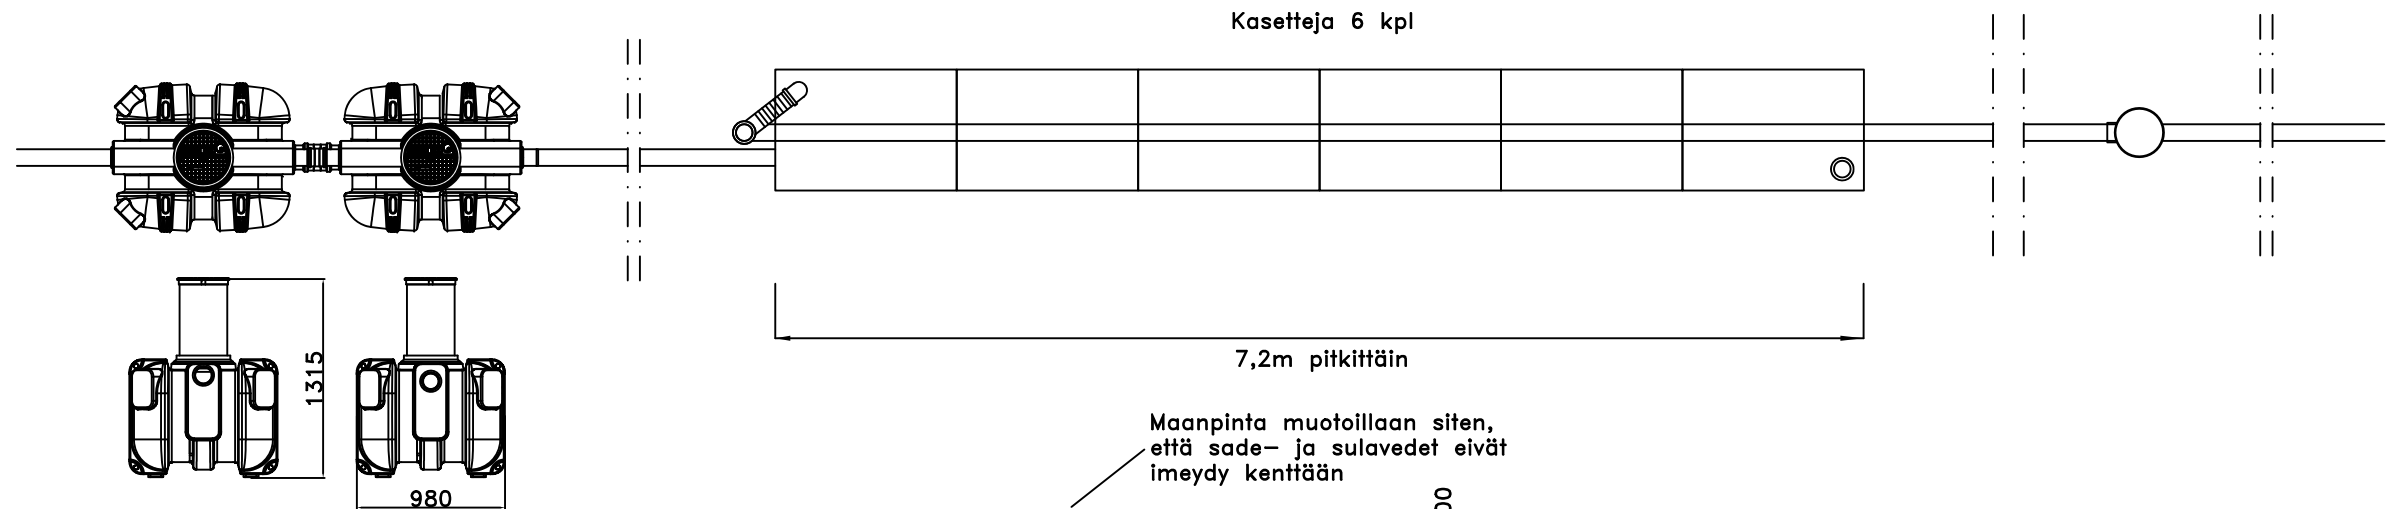 Kasetteja 6 kpl
7,2m pitkittäin
1315
980
Maanpinta muotoillaan siten,
että sade- ja sulavedet eivät
imeydy kenttään